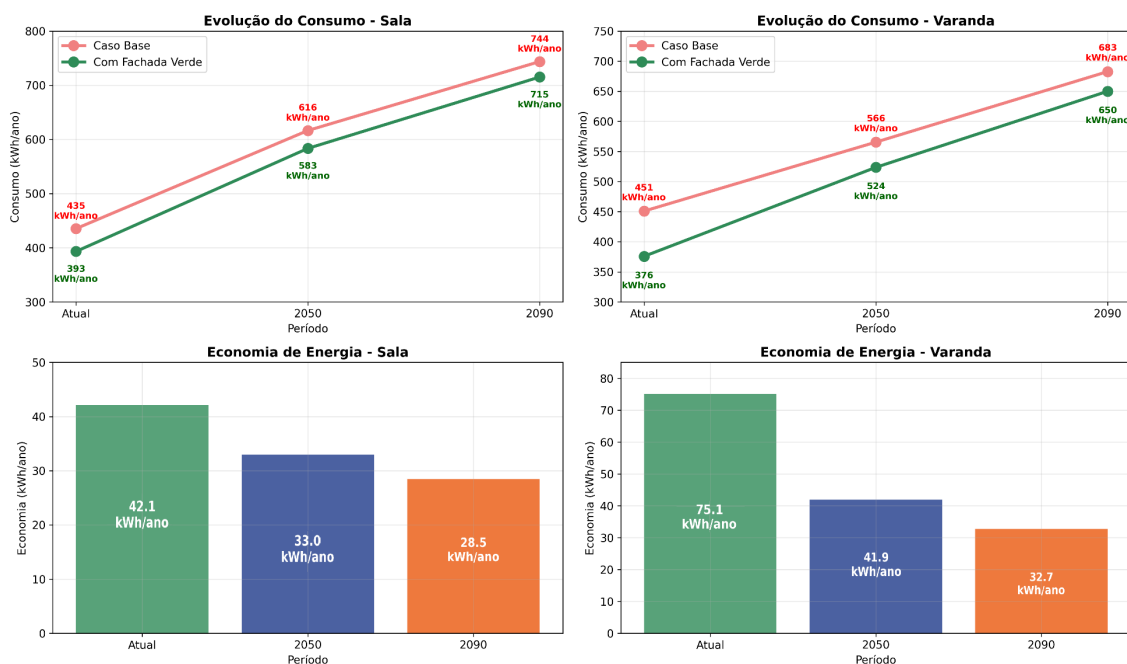 Evolução do Consumo - Sala
Consumo (kWh/ano)
800
700
600
500
400
300
Caso Base
Com Fachada Verde
435
kWh/ano
393
kWh/ano
616
kWh/ano
583
kWh/ano
744
kWh/ano
715
kWh/ano
Atual
2050
2090
Período
Evolução do Consumo - Varanda
Consumo (kWh/ano)
750
700
650
600
550
500
450
400
350
300
Caso Base
Com Fachada Verde
451
kWh/ano
376
kWh/ano
566
kWh/ano
524
kWh/ano
683
kWh/ano
650
kWh/ano
Atual
2050
2090
Período
Economia de Energia - Sala
Economia (kWh/ano)
50
40
30
20
10
0
42.1
kWh/ano
33.0
kWh/ano
28.5
kWh/ano
Atual
2050
2090
Período
Economia de Energia - Varanda
Economia (kWh/ano)
80
70
60
50
40
30
20
10
0
75.1
kWh/ano
41.9
kWh/ano
32.7
kWh/ano
Atual
2050
2090
Período